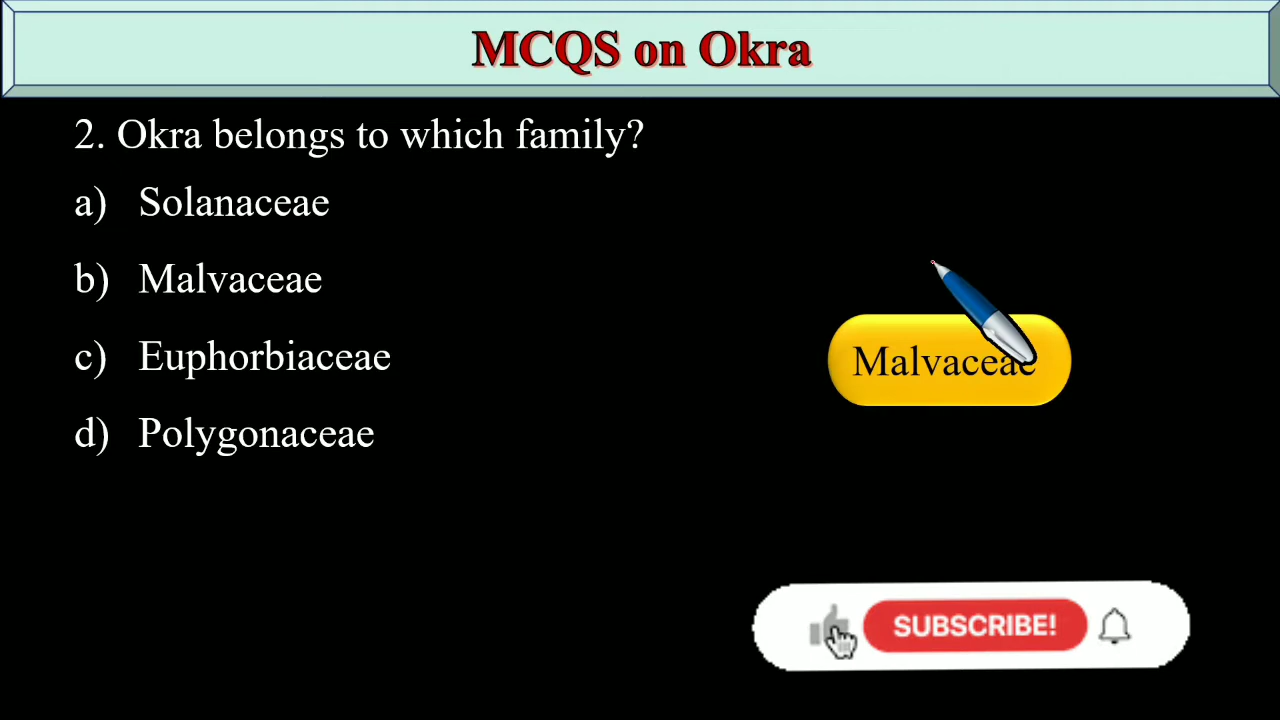 MCQS on Okra
2. Okra belongs to which family?
a) Solanaceae
b) Malvaceae
c) Euphorbiaceae
d) Polygonaceae
Malvaceae
SUBSCRIBE!